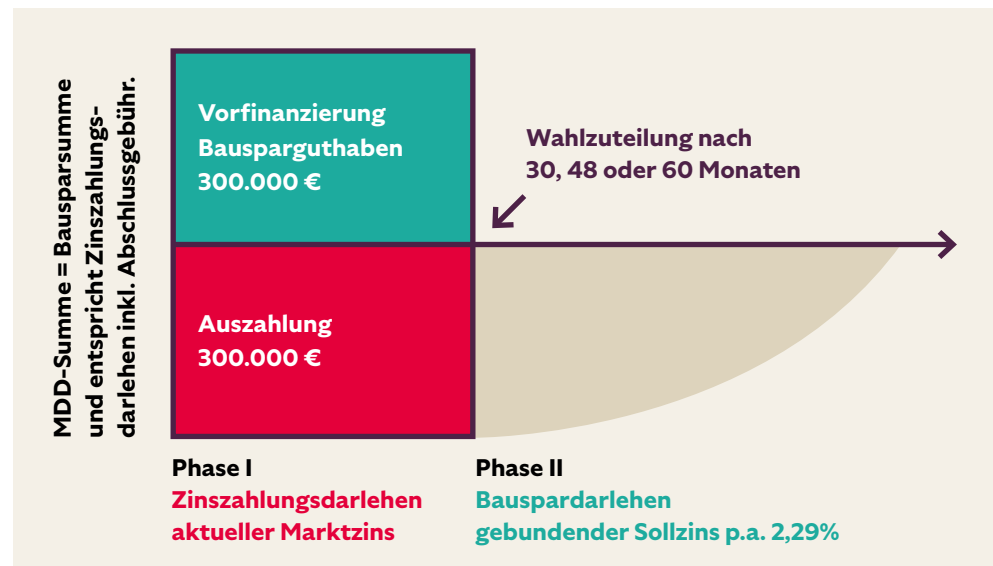 MDD-Summe = Bausparsumme
und entspricht Zinszahlungs-
darlehen inkl. Abschlussgebühr.
Vorfinanzierung
Bausparguthaben
300.000 €
Wahlzuteilung nach
30, 48 oder 60 Monaten
Auszahlung
300.000 €
Phase I
Zinszahlungsdarlehen
aktueller Marktzins
Phase II
Bauspardarlehen
gebundender Sollzins p.a. 2,29%